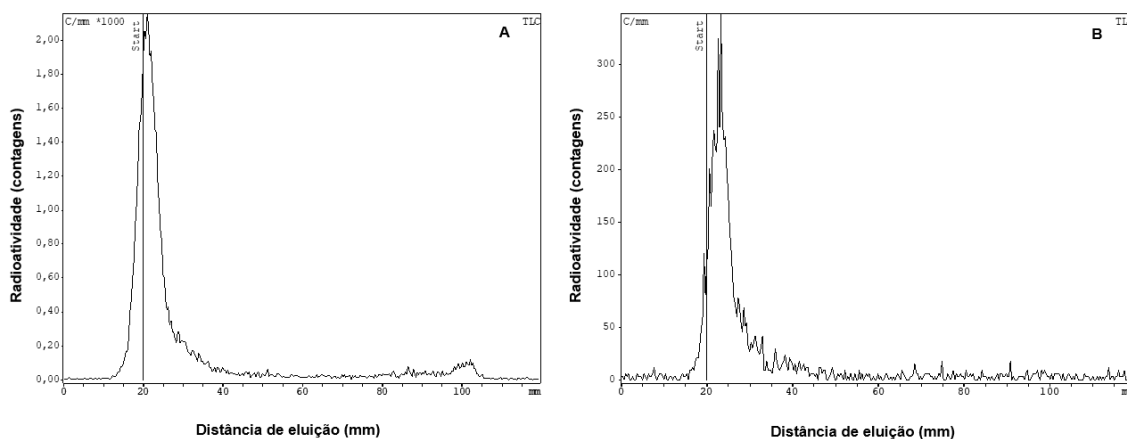 C/mm *1000
Start
TLC
A
2,00
1,80
1,60
1,40
1,20
1,00
0,80
0,60
0,40
0,20
0,00
0
20
40
60
80
100
mm
Radioatividade (contagens)
Distância de eluição (mm)
C/mm
Start
TL
B
300
250
200
150
100
50
0
0
20
40
60
80
100
m
Radioatividade (contagens)
Distância de eluição (mm)